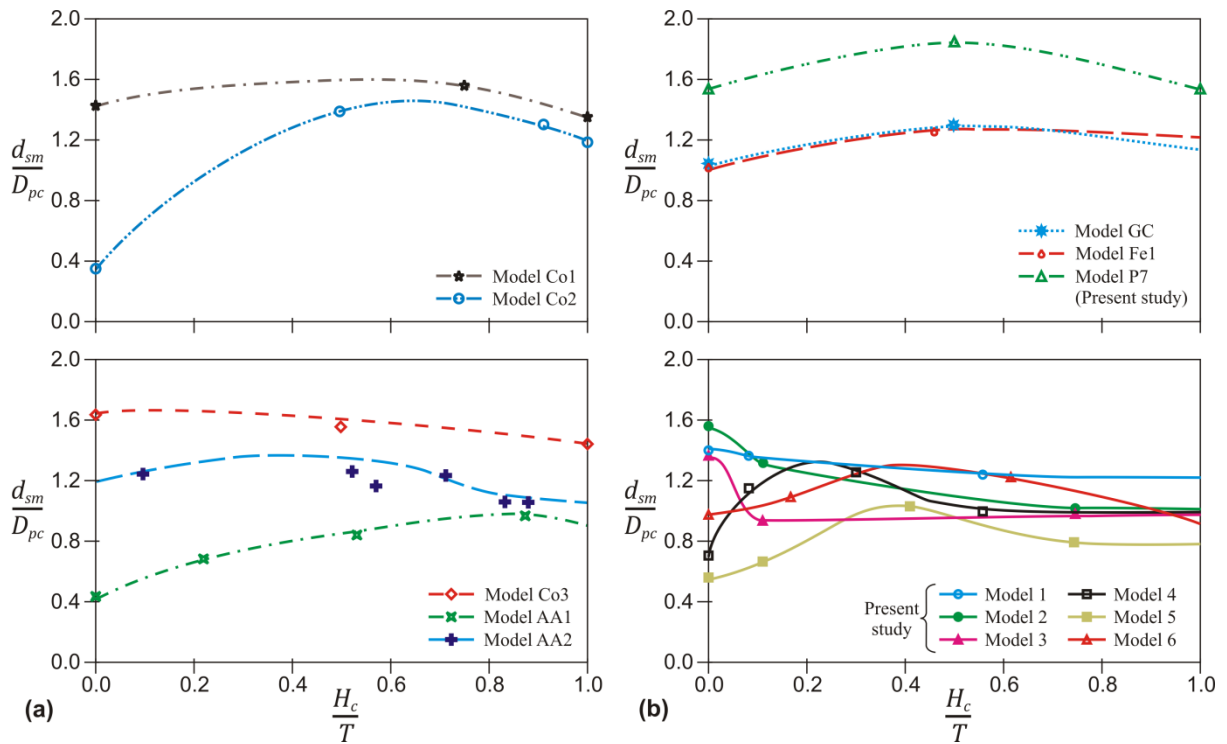 2.0
1.6
1.2
0.8
0.4
0.0
d_sm
D_pc
Model Co1
Model Co2
2.0
1.6
1.2
0.8
0.4
0.0
d_sm
D_pc
Model GC
Model Fe1
Model P7
(Present study)
2.0
1.6
1.2
0.8
0.4
0.0
d_sm
D_pc
Model Co3
Model AA1
Model AA2
0.0 0.2 0.4 0.6 0.8 1.0
(a)
H_c
T
2.0
1.6
1.2
0.8
0.4
0.0
d_sm
D_pc
Present
study
Model 1 Model 4
Model 2 Model 5
Model 3 Model 6
0.0 0.2 0.4 0.6 0.8 1.0
(b)
H_c
T